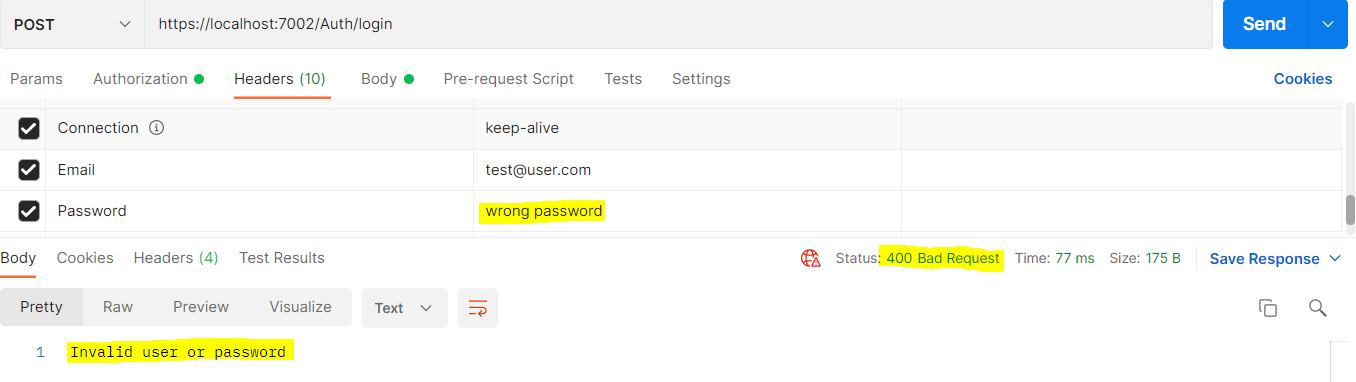 POST https://localhost:7002/Auth/login Send
Params Authorization Headers (10) Body Pre-request Script Tests Settings Cookies
Connection keep-alive
Email test@user.com
Password wrong password
Body Cookies Headers (4) Test Results Status: 400 Bad Request Time: 77 ms Size: 175 B Save Response
Pretty Raw Preview Visualize Text
1 Invalid user or password